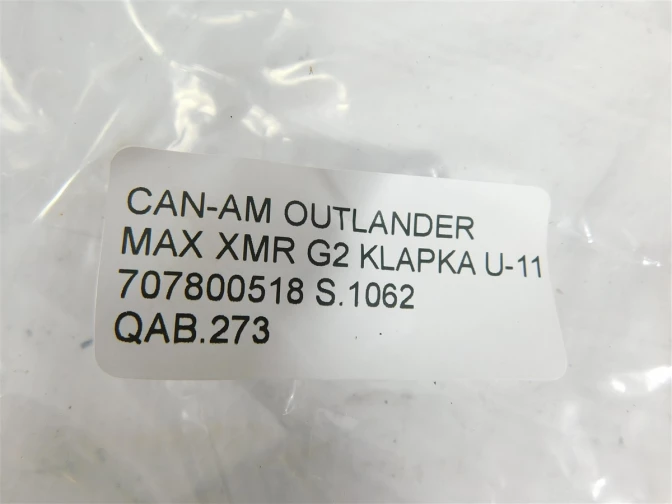 CAN-AM OUTLANDER
MAX XMR G2 KLAPKA U-11
707800518 S.1062
QAB.273